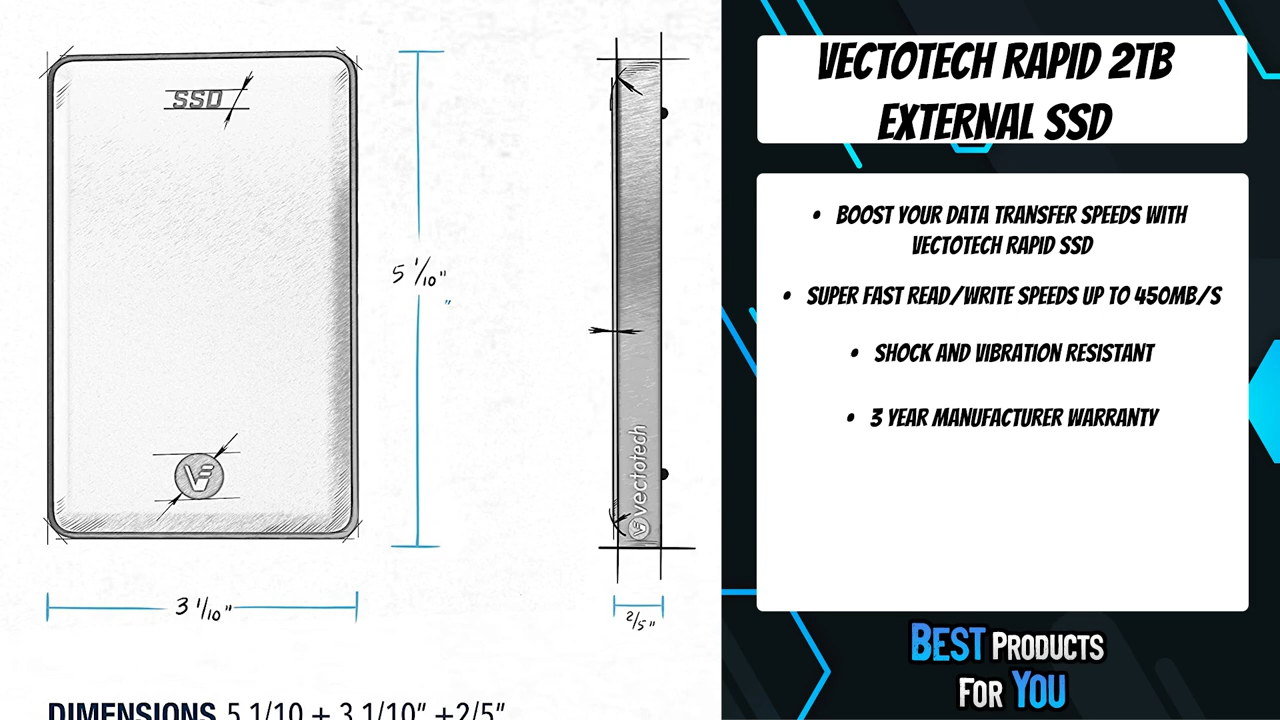 SSD
5 1/10"
"
vectotech
3 1/10"
2/5"
DIMENSIONS 5 1/10 + 3 1/10" +2/5"
VECTOTECH RAPID 2TB
EXTERNAL SSD
• BOOST YOUR DATA TRANSFER SPEEDS WITH
VECTOTECH RAPID SSD
• SUPER FAST READ/WRITE SPEEDS UP TO 450MB/S
• SHOCK AND VIBRATION RESISTANT
• 3 YEAR MANUFACTURER WARRANTY
BEST PRODUCTS
FOR YOU